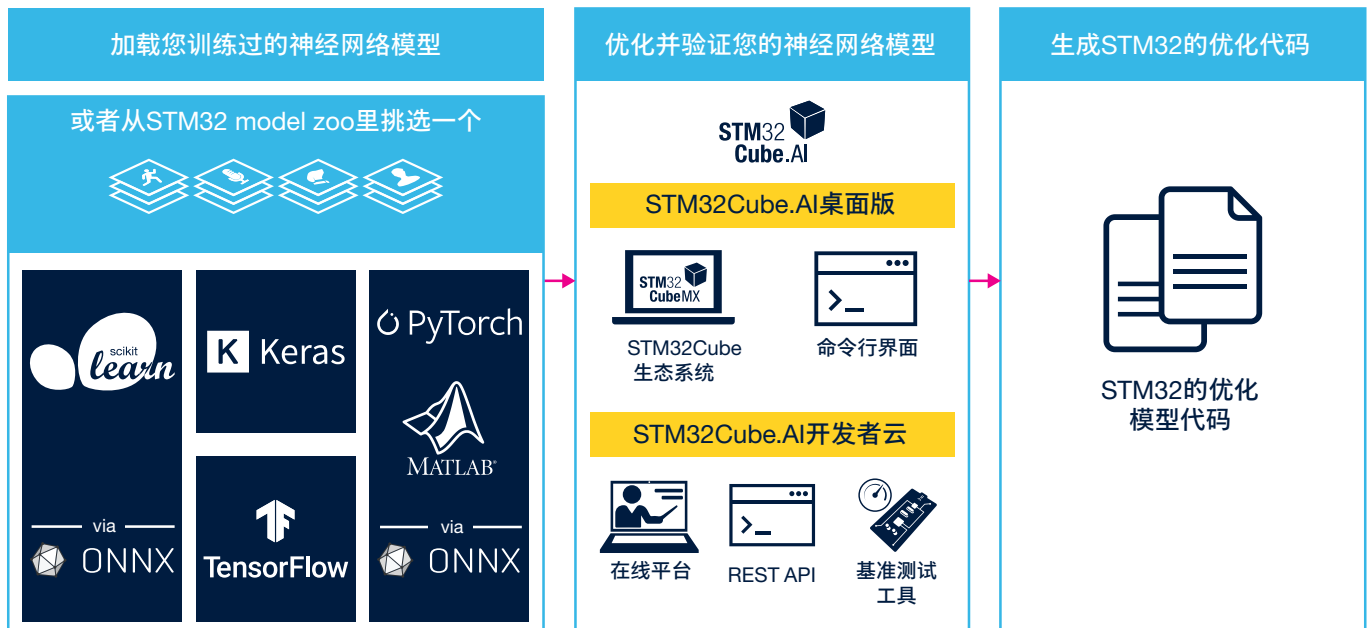 加载您训练过的神经网络模型
或者从STM32 model zoo里挑选一个
scikit
learn
via
ONNX
K Keras
TensorFlow
PyTorch
MATLAB®
via
ONNX
优化并验证您的神经网络模型
STM32
Cube.AI
STM32Cube.AI桌面版
STM32
CubeMX
STM32Cube
生态系统
>_
命令行界面
STM32Cube.AI开发者云
在线平台
>_
REST API
基准测试
工具
生成STM32的优化代码
STM32的优化
模型代码